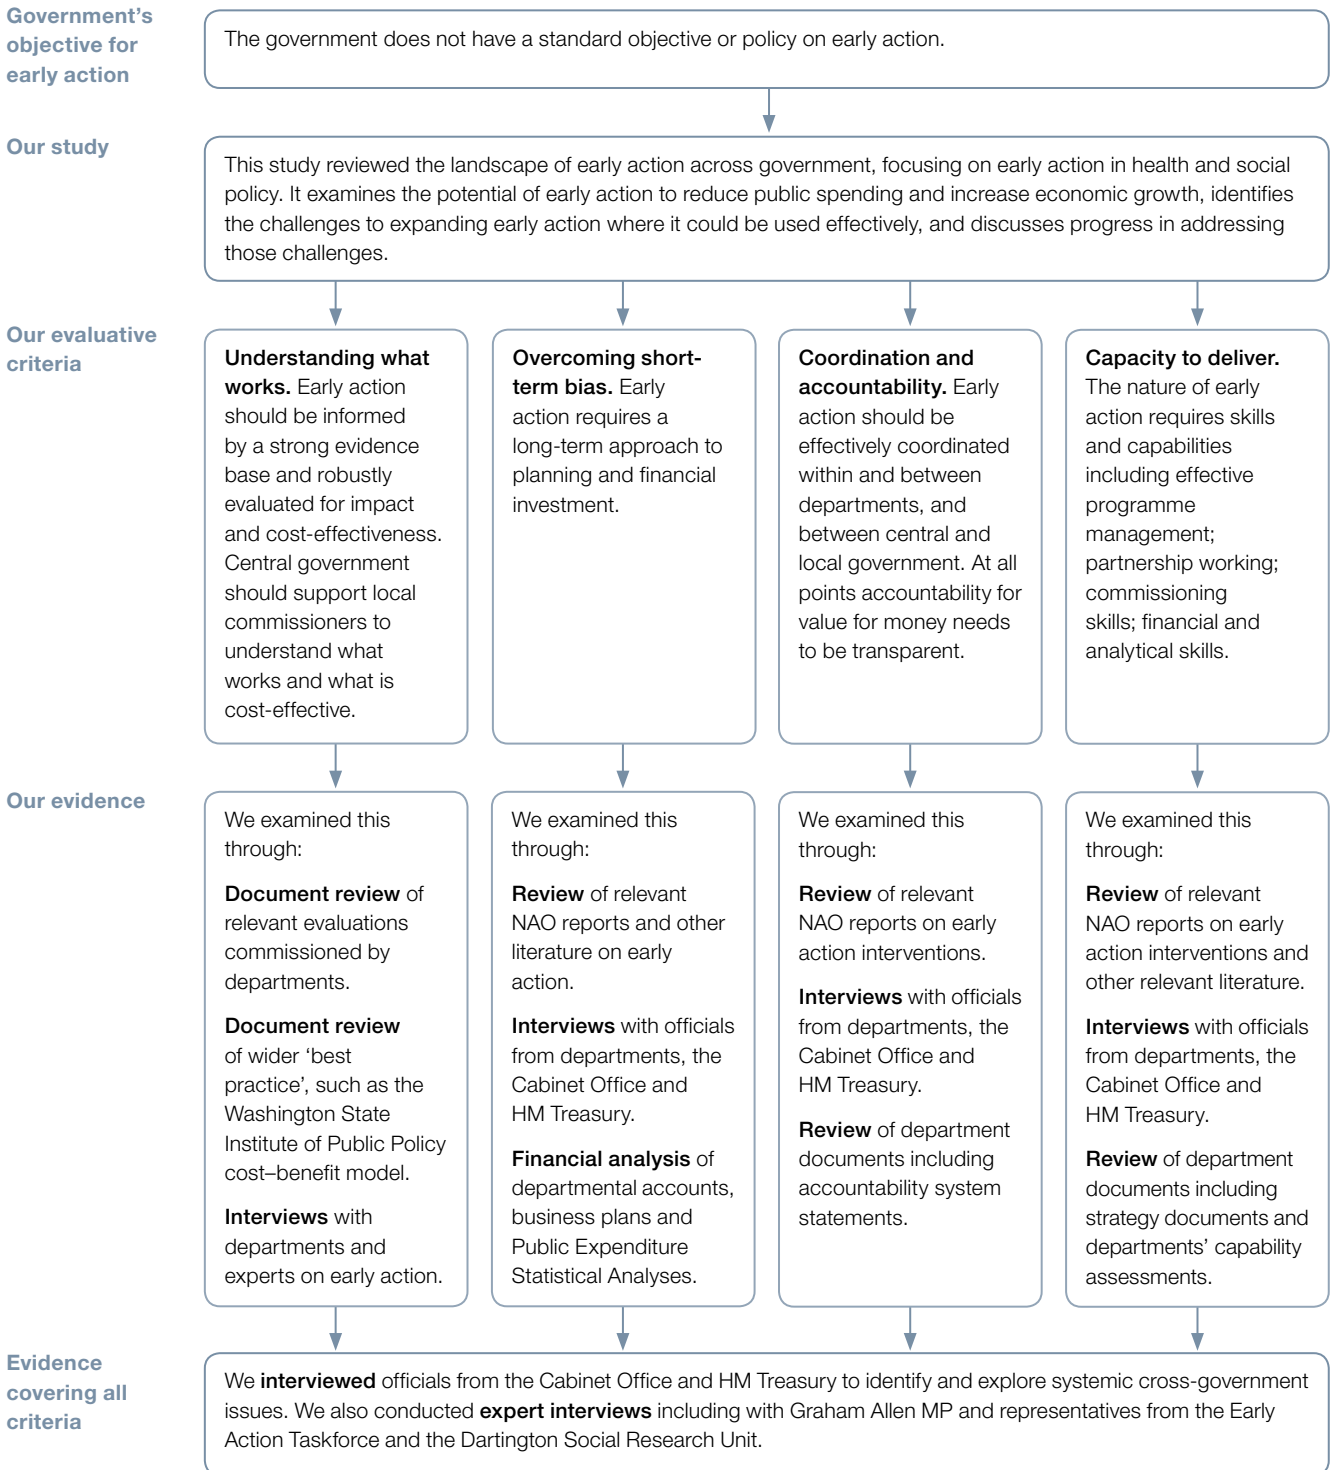 Government's
objective for
early action
The government does not have a standard objective or policy on early action.
Our study
This study reviewed the landscape of early action across government, focusing on early action in health and social
policy. It examines the potential of early action to reduce public spending and increase economic growth, identifies
the challenges to expanding early action where it could be used effectively, and discusses progress in addressing
those challenges.
Our evaluative
criteria
Understanding what
works. Early action
should be informed
by a strong evidence
base and robustly
evaluated for impact
and cost-effectiveness.
Central government
should support local
commissioners to
understand what
works and what is
cost-effective.
Overcoming short-
term bias. Early
action requires a
long-term approach to
planning and financial
investment.
Coordination and
accountability. Early
action should be
effectively coordinated
within and between
departments, and
between central and
local government. At all
points accountability for
value for money needs
to be transparent.
Capacity to deliver.
The nature of early
action requires skills
and capabilities
including effective
programme
management;
partnership working;
commissioning
skills; financial and
analytical skills.
Our evidence
We examined this
through:
Document review of
relevant evaluations
commissioned by
departments.
Document review
of wider ‘best
practice’, such as the
Washington State
Institute of Public Policy
cost–benefit model.
Interviews with
departments and
experts on early action.
We examined this
through:
Review of relevant
NAO reports and other
literature on early
action.
Interviews with officials
from departments, the
Cabinet Office and
HM Treasury.
Financial analysis of
departmental accounts,
business plans and
Public Expenditure
Statistical Analyses.
We examined this
through:
Review of relevant
NAO reports on early
action interventions.
Interviews with officials
from departments, the
Cabinet Office and
HM Treasury.
Review of department
documents including
accountability system
statements.
We examined this
through:
Review of relevant
NAO reports on early
action interventions and
other relevant literature.
Interviews with officials
from departments, the
Cabinet Office and
HM Treasury.
Review of department
documents including
strategy documents and
departments’ capability
assessments.
Evidence
covering all
criteria
We interviewed officials from the Cabinet Office and HM Treasury to identify and explore systemic cross-government
issues. We also conducted expert interviews including with Graham Allen MP and representatives from the Early
Action Taskforce and the Dartington Social Research Unit.